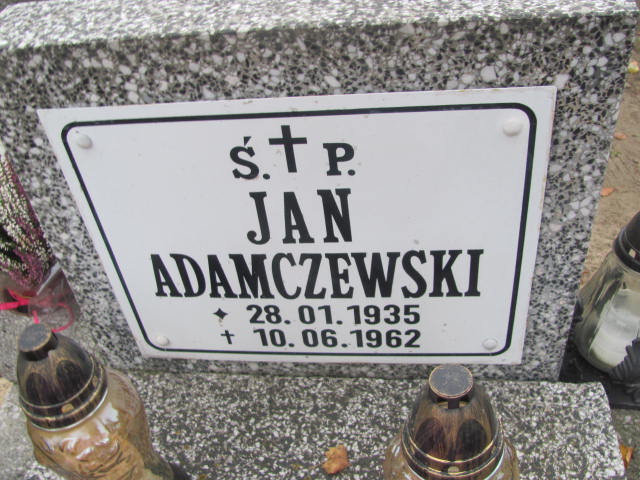 Ś.✝P.
JAN
ADAMCZEWSKI
✦ 28.01.1935
✝ 10.06.1962